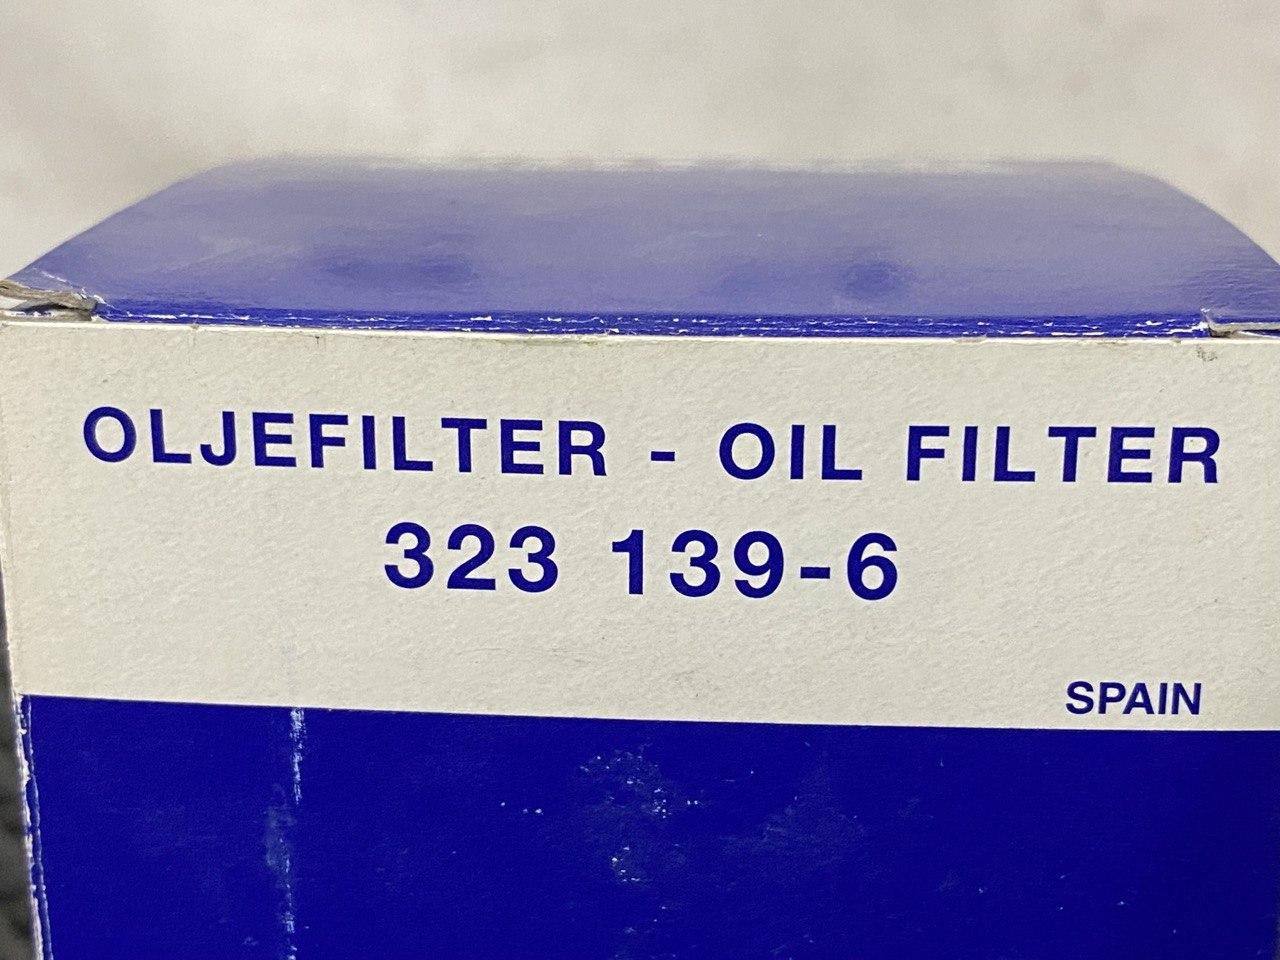 OLJEFILTER - OIL FILTER
323 139-6
SPAIN